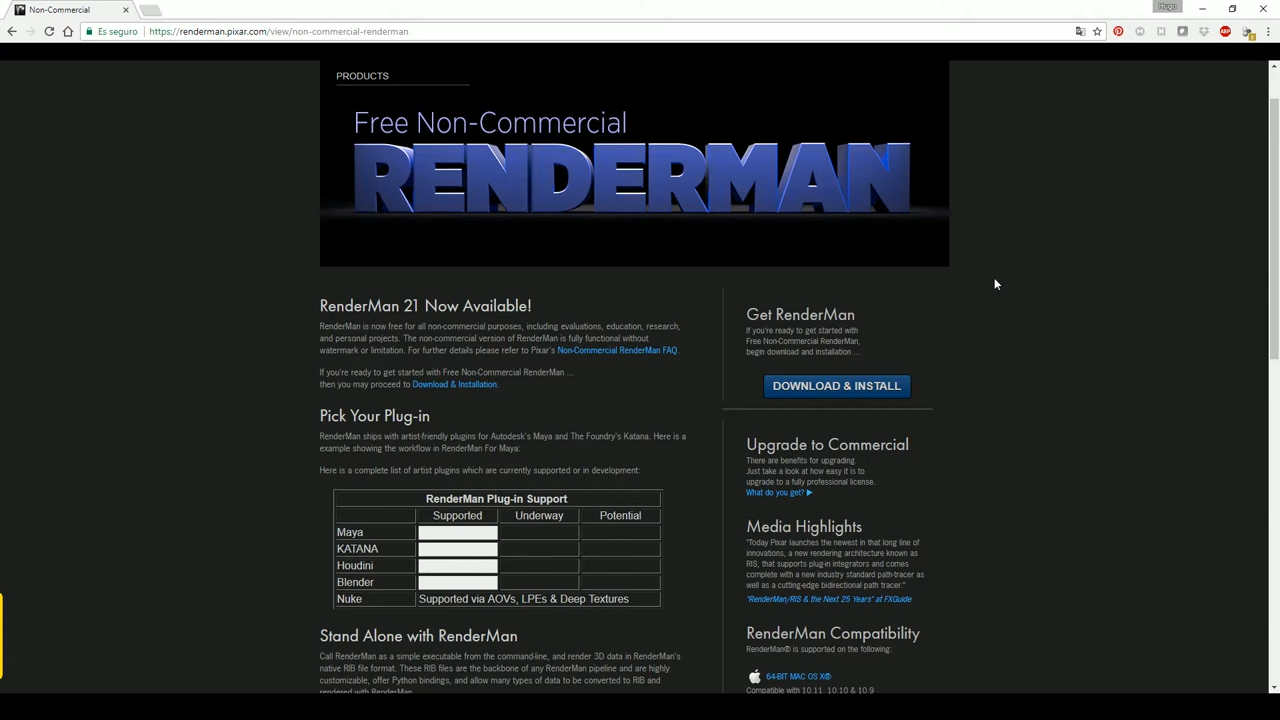 Non-Commercial
Hugo
Es seguro
https://renderman.pixar.com/view/non-commercial-renderman
ABP
PRODUCTS
Free Non-Commercial
RENDERMAN
RenderMan 21 Now Available!
RenderMan is now free for all non-commercial purposes, including evaluations, education, research,
and personal projects. The non-commercial version of RenderMan is fully functional without
watermark or limitation. For further details please refer to Pixar's Non-Commercial RenderMan FAQ.
If you're ready to get started with Free Non-Commercial RenderMan ...
then you may proceed to Download & Installation.
Pick Your Plug-in
RenderMan ships with artist-friendly plugins for Autodesk's Maya and The Foundry's Katana. Here is a
example showing the workflow in RenderMan For Maya:
Here is a complete list of artist plugins which are currently supported or in development:
RenderMan Plug-in Support
Supported Underway Potential
Maya
KATANA
Houdini
Blender
Nuke Supported via AOVs, LPEs & Deep Textures
Stand Alone with RenderMan
Call RenderMan as a simple executable from the command-line, and render 3D data in RenderMan's
native RIB file format. These RIB files are the backbone of any RenderMan pipeline and are highly
customizable, offer Python bindings, and allow many types of data to be converted to RIB and
rendered with RenderMan.
Get RenderMan
If you're ready to get started with
Free Non-Commercial RenderMan,
begin download and installation ...
DOWNLOAD & INSTALL
Upgrade to Commercial
There are benefits for upgrading.
Just take a look at how easy it is to
upgrade to a fully professional license.
What do you get?
Media Highlights
"Today Pixar launches the newest in that long line of
innovations, a new rendering architecture known as
RIS, that supports plug-in integrators and comes
complete with a new industry standard path-tracer as
well as a cutting-edge bidirectional path tracer."
"RenderMan/RIS & the Next 25 Years" at FXGuide
RenderMan Compatibility
RenderMan® is supported on the following:
64-BIT MAC OS X®
Compatible with 10.11, 10.10 & 10.9